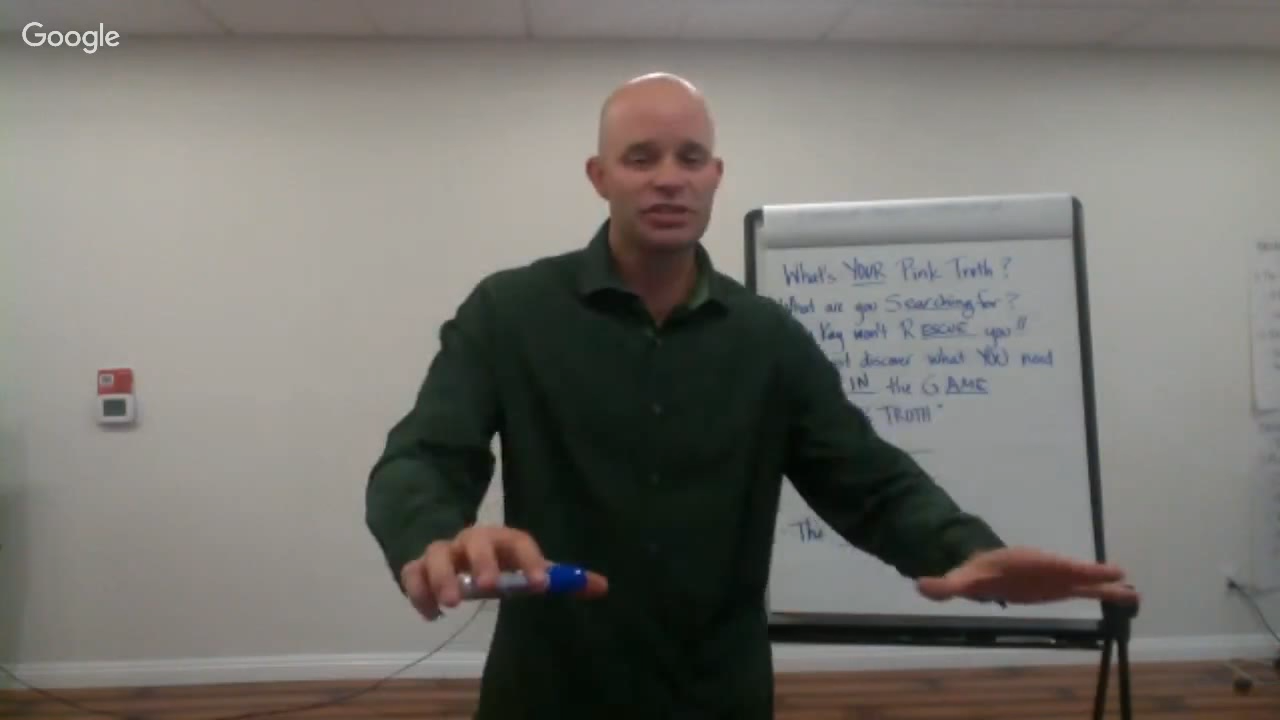 Google
What's YOUR Pink Truth?
What are you Searching for?
Kay won't RESCUE you!!
discover what YOU need
IN the GAME
TRUTH"
The